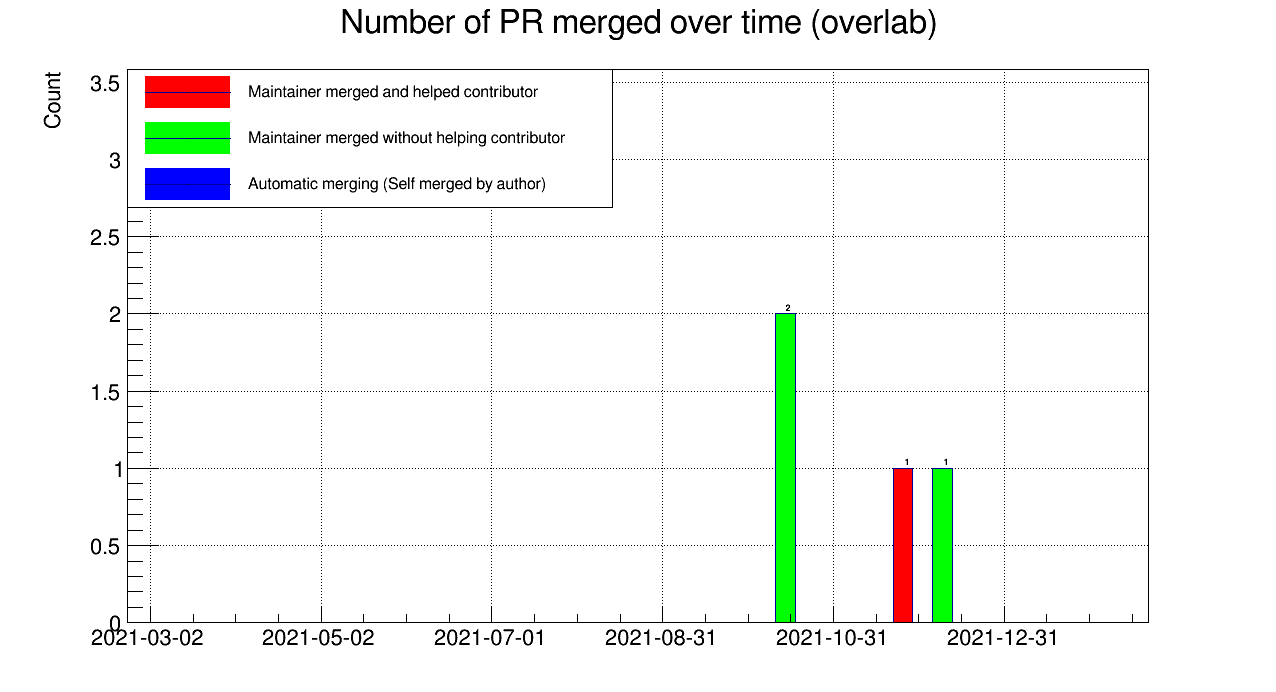 Number of PR merged over time (overlab)
Count
3.5
Maintainer merged and helped contributor
Maintainer merged without helping contributor
3
Automatic merging (Self merged by author)
2.5
2
2
1.5
1
1 1
0.5
0
2021-03-02 2021-05-02 2021-07-01 2021-08-31 2021-10-31 2021-12-31